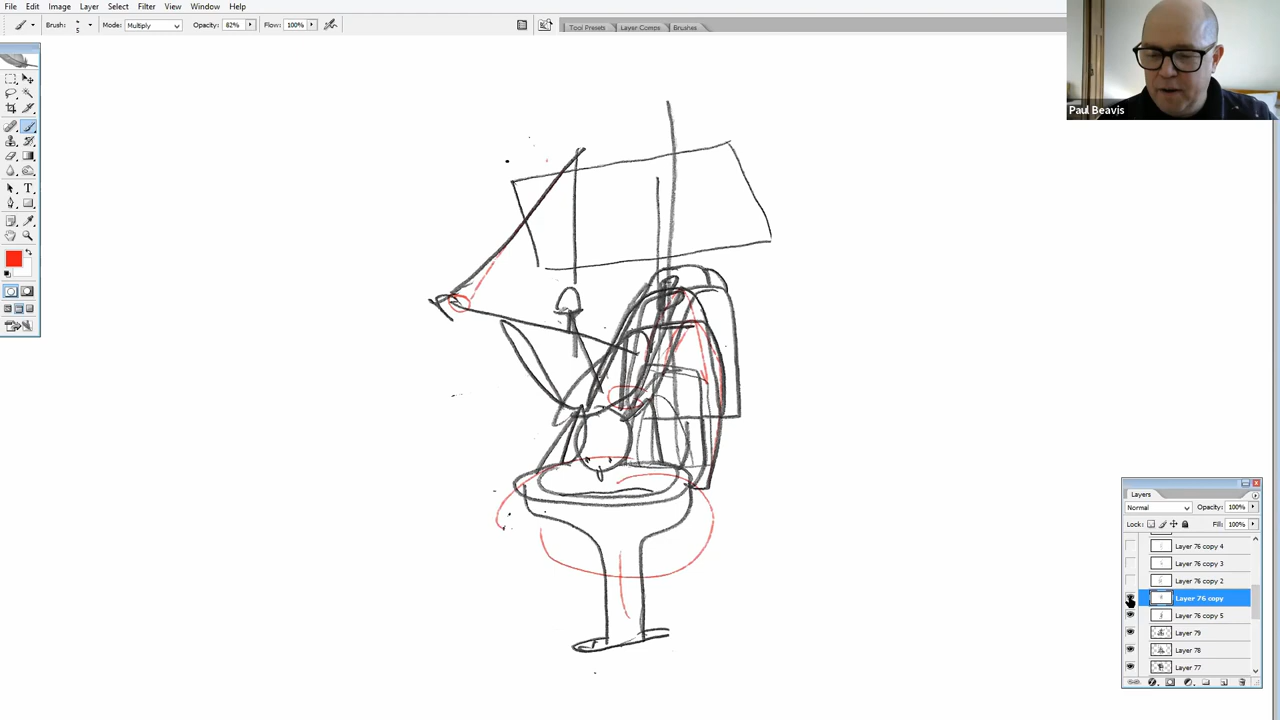 File Edit Image Layer Select Filter View Window Help
Brush: 5 Mode: Multiply Opacity: 82% Flow: 100% Tool Presets Layer Comps Brushes
Paul Beavis
Layers
Normal Opacity: 100%
Lock: Fill: 100%
Layer 76 copy 4
Layer 76 copy 3
Layer 76 copy 2
Layer 76 copy
Layer 76 copy 5
Layer 79
Layer 78
Layer 77